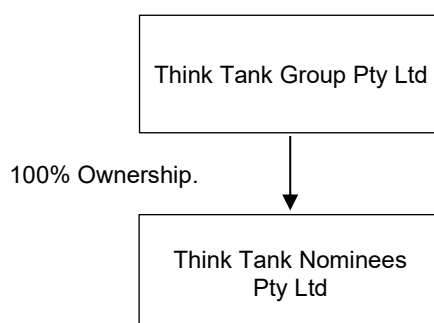 Think Tank Group Pty Ltd
100% Ownership.
Think Tank Nominees
Pty Ltd